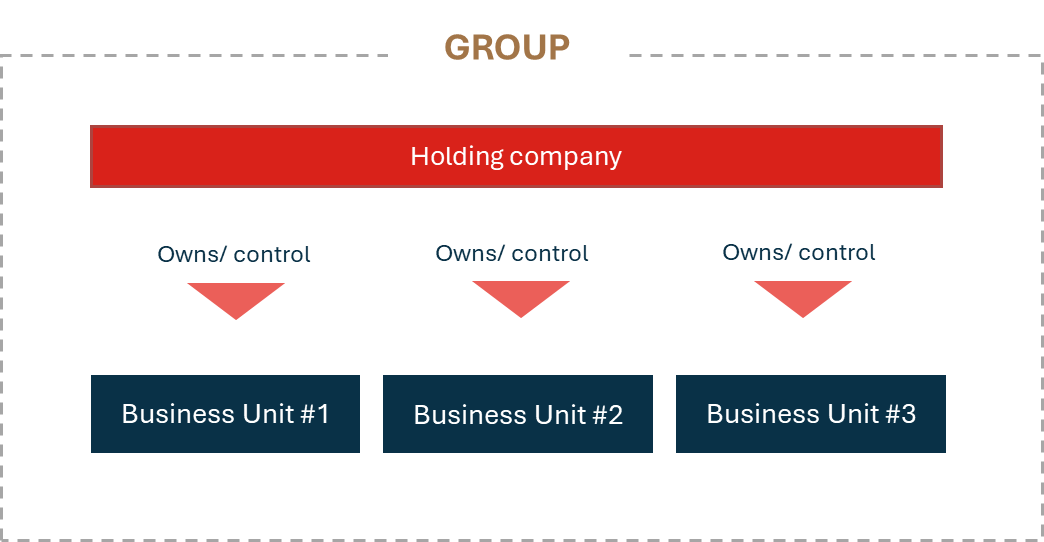 GROUP
Holding company
Owns/ control
Owns/ control
Owns/ control
Business Unit #1
Business Unit #2
Business Unit #3